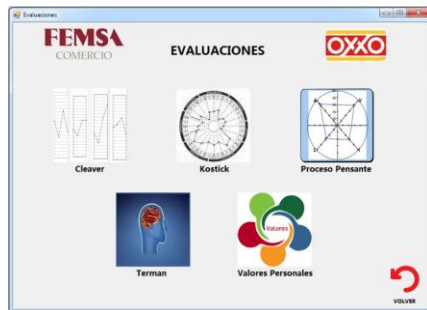 Evaluaciones
FEMSA
COMERCIO
EVALUACIONES
OXXO
Cleaver
Kostick
Proceso Pensante
Valores
Terman
Valores Personales
VOLVER